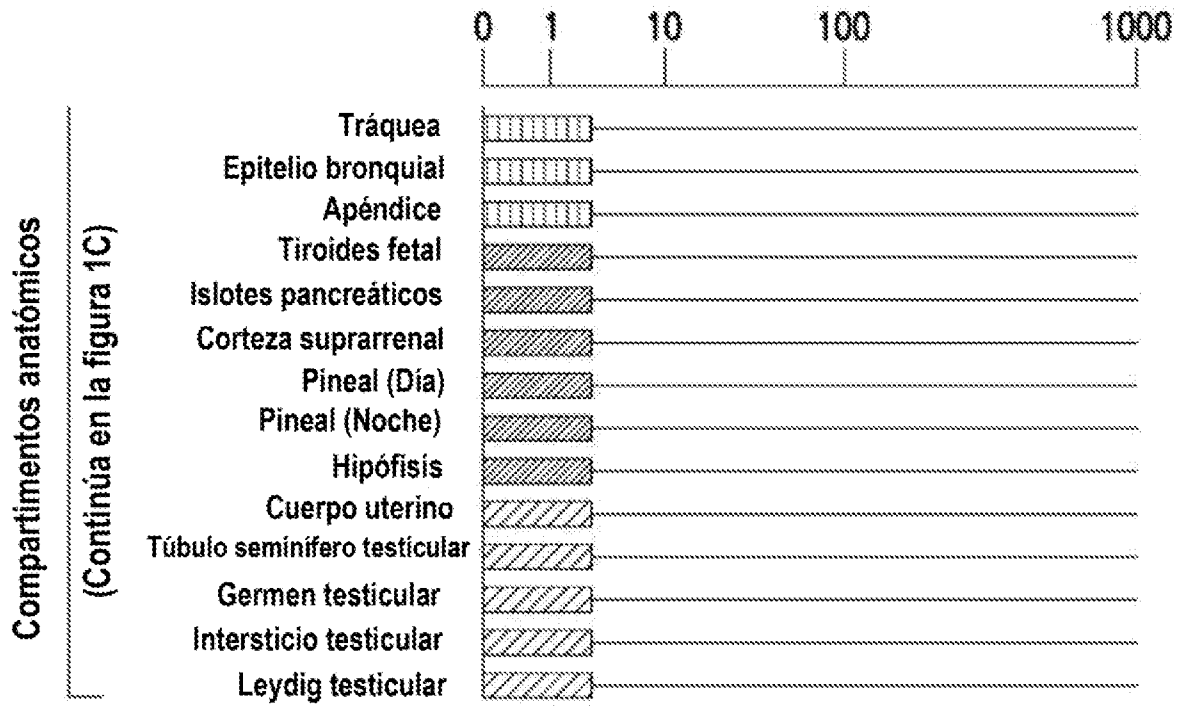 0 1 10 100 1000
Compartimentos anatómicos
(Continúa en la figura 1C)
Tráquea
Epitelio bronquial
Apéndice
Tiroides fetal
Islotes pancreáticos
Corteza suprarrenal
Pineal (Día)
Pineal (Noche)
Hipófisis
Cuerpo uterino
Túbulo seminífero testicular
Germen testicular
Intersticio testicular
Leydig testicular